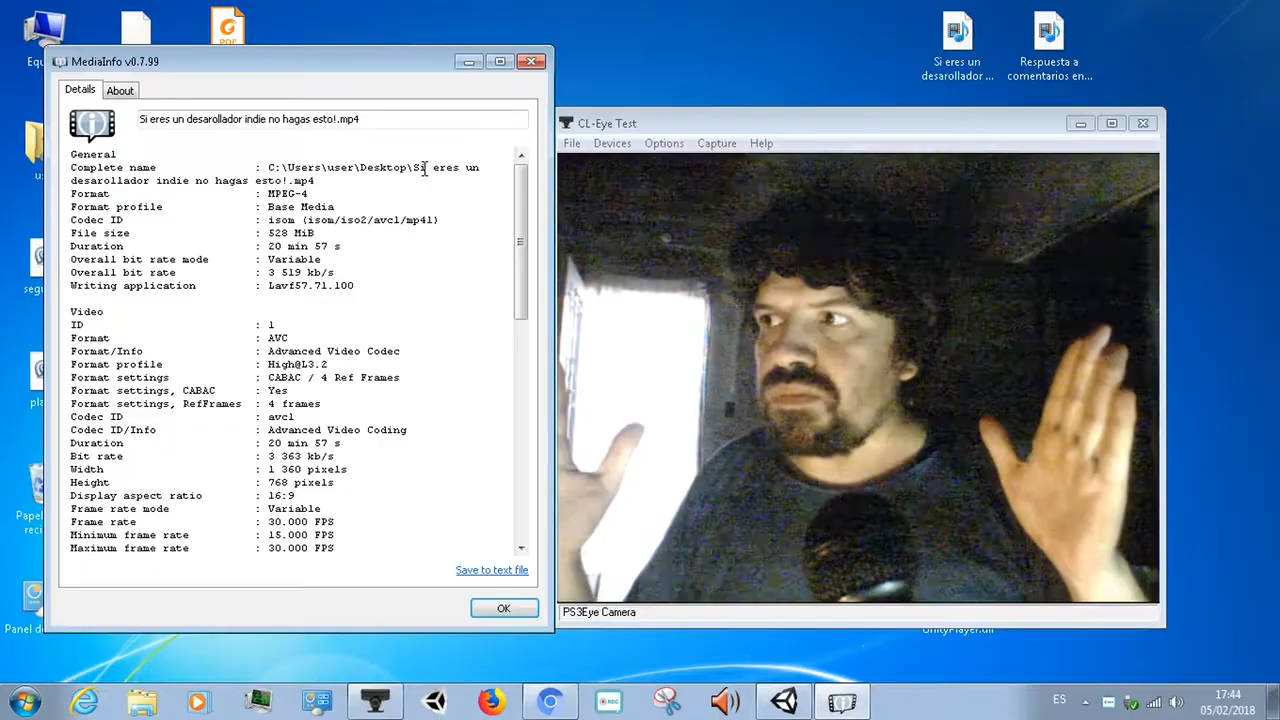 PDF
Equ
Si eres un
desarollador ...
Respuesta a
comentarios en...
MediaInfo v0.7.99
Details
About
Si eres un desarollador indie no hagas esto!.mp4
General
Complete name : C:\Users\user\Desktop\Si eres un
desarollador indie no hagas esto!.mp4
Format : MPEG-4
Format profile : Base Media
Codec ID : isom (isom/iso2/avc1/mp41)
File size : 528 MiB
Duration : 20 min 57 s
Overall bit rate mode : Variable
Overall bit rate : 3 519 kb/s
Writing application : Lavf57.71.100
Video
ID : 1
Format : AVC
Format/Info : Advanced Video Codec
Format profile : High@L3.2
Format settings : CABAC / 4 Ref Frames
Format settings, CABAC : Yes
Format settings, RefFrames : 4 frames
Codec ID : avc1
Codec ID/Info : Advanced Video Coding
Duration : 20 min 57 s
Bit rate : 3 363 kb/s
Width : 1 360 pixels
Height : 768 pixels
Display aspect ratio : 16:9
Frame rate mode : Variable
Frame rate : 30.000 FPS
Minimum frame rate : 15.000 FPS
Maximum frame rate : 30.000 FPS
Save to text file
OK
CL-Eye Test
File Devices Options Capture Help
PS3Eye Camera
us
segu
pla
Papel
reci
Panel d
UnityPlayer.dll
REC
ES
17:44
05/02/2018